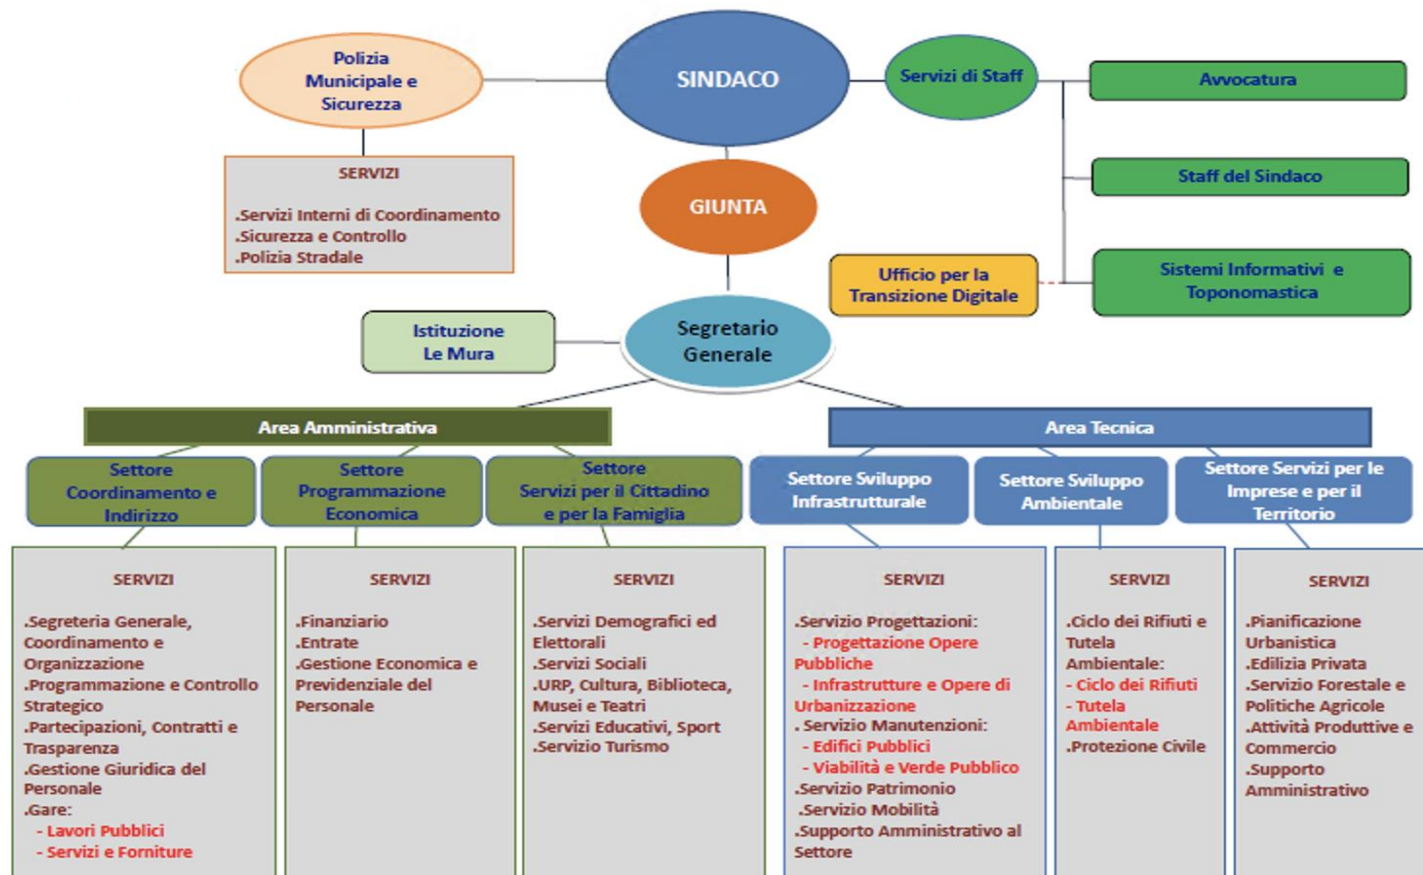 Polizia
Municipale e
Sicurezza
SINDACO
Servizi di Staff
Avvocatura
SERVIZI
.Servizi Interni di Coordinamento
.Sicurezza e Controllo
.Polizia Stradale
GIUNTA
Staff del Sindaco
Ufficio per la
Transizione Digitale
Sistemi Informativi e
Toponomastica
Istituzione
Le Mura
Segretario
Generale
Area Amministrativa
Area Tecnica
Settore
Coordinamento e
Indirizzo
Settore
Programmazione
Economica
Settore
Servizi per il Cittadino
e per la Famiglia
Settore Sviluppo
Infrastrutturale
Settore Sviluppo
Ambientale
Settore Servizi per le
Imprese e per il
Territorio
SERVIZI
.Segreteria Generale,
Coordinamento e
Organizzazione
.Programmazione e Controllo
Strategico
.Partecipazioni, Contratti e
Trasparenza
.Gestione Giuridica del
Personale
.Gare:
- Lavori Pubblici
- Servizi e Forniture
SERVIZI
.Finanziario
.Entrate
.Gestione Economica e
Previdenziale del
Personale
SERVIZI
.Servizi Demografici ed
Elettorali
.Servizi Sociali
.URP, Cultura, Biblioteca,
Musei e Teatri
.Servizi Educativi, Sport
.Servizio Turismo
SERVIZI
.Servizio Progettazioni:
- Progettazione Opere
Pubbliche
- Infrastrutture e Opere di
Urbanizzazione
. Servizio Manutenzioni:
- Edifici Pubblici
- Viabilità e Verde Pubblico
.Servizio Patrimonio
.Servizio Mobilità
.Supporto Amministrativo al
Settore
SERVIZI
.Ciclo dei Rifiuti e
Tutela
Ambientale:
- Ciclo dei Rifiuti
- Tutela
Ambientale
.Protezione Civile
SERVIZI
.Pianificazione
Urbanistica
.Edilizia Privata
.Servizio Forestale e
Politiche Agricole
.Attività Produttive e
Commercio
.Supporto
Amministrativo